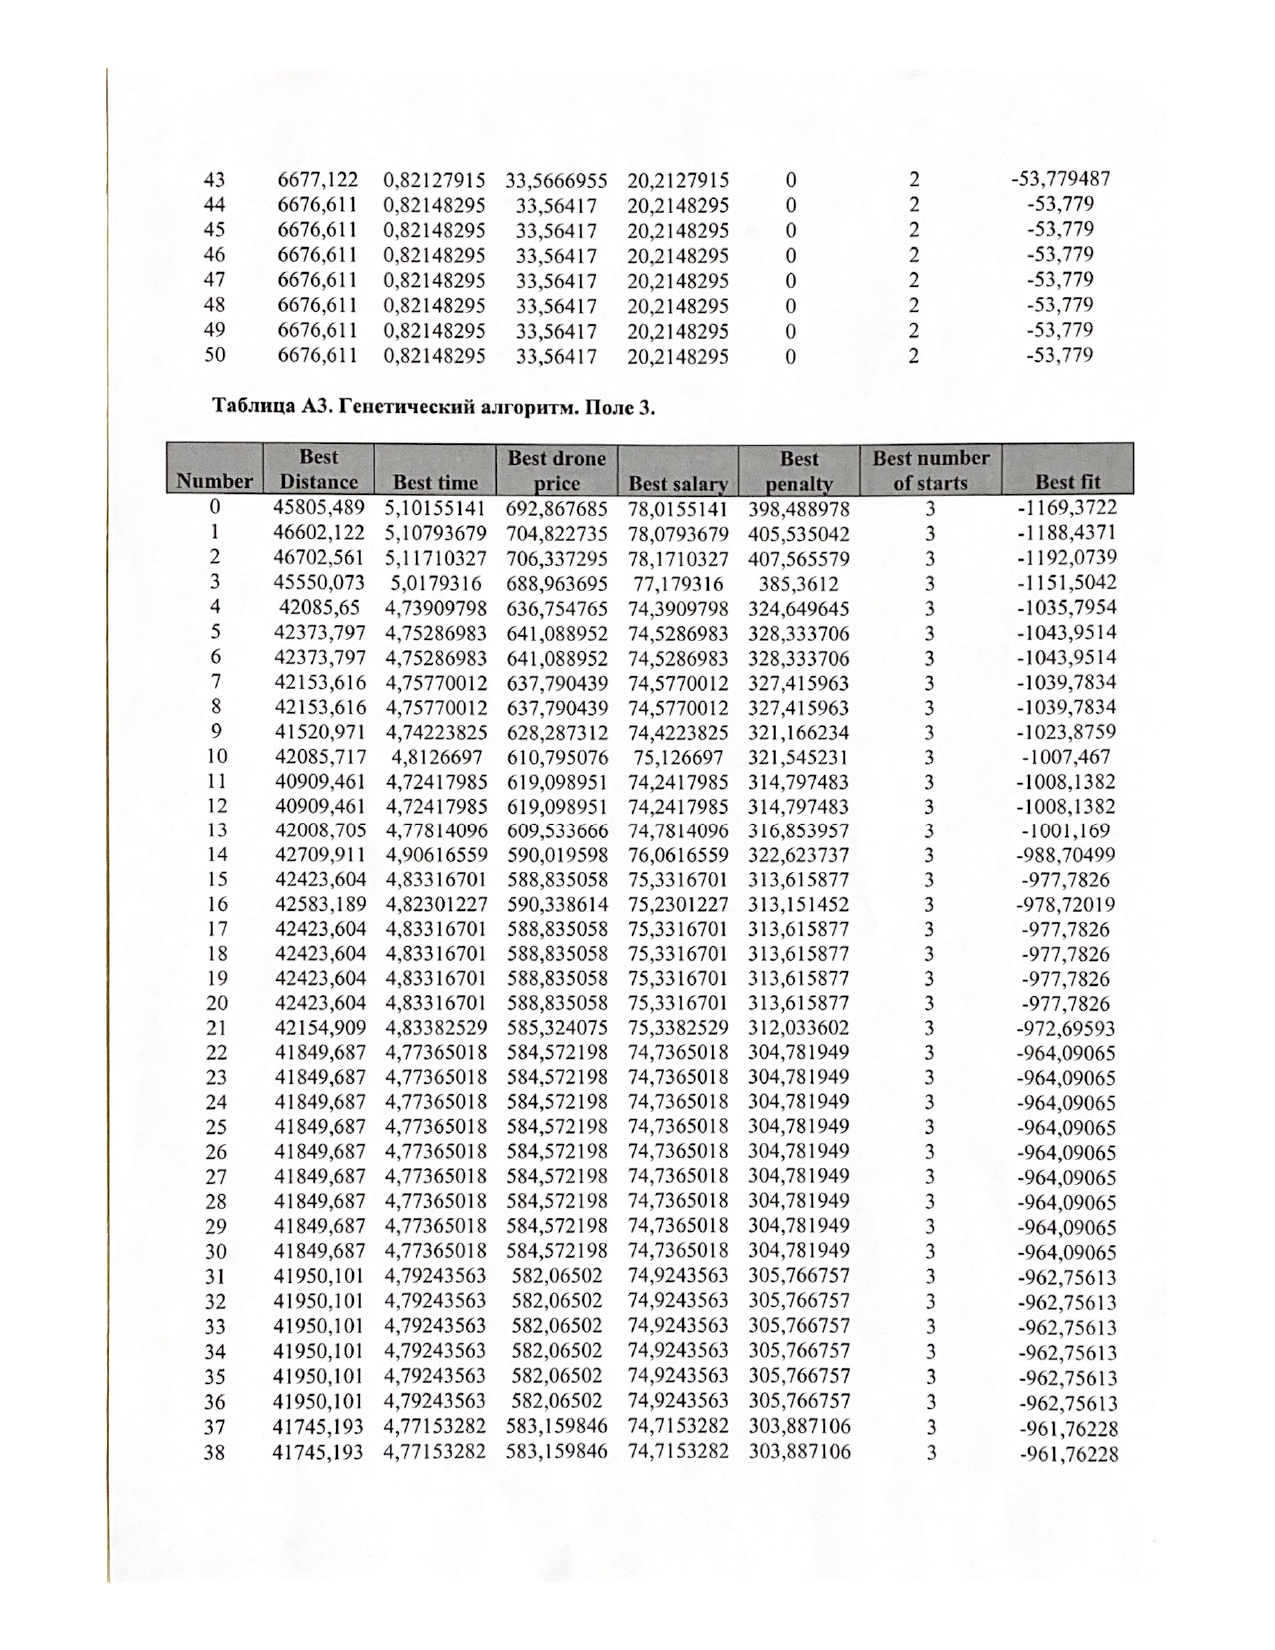 43 6677,122 0,82127915 33,5666955 20,2127915 0 2 -53,779487
44 6676,611 0,82148295 33,56417 20,2148295 0 2 -53,779
45 6676,611 0,82148295 33,56417 20,2148295 0 2 -53,779
46 6676,611 0,82148295 33,56417 20,2148295 0 2 -53,779
47 6676,611 0,82148295 33,56417 20,2148295 0 2 -53,779
48 6676,611 0,82148295 33,56417 20,2148295 0 2 -53,779
49 6676,611 0,82148295 33,56417 20,2148295 0 2 -53,779
50 6676,611 0,82148295 33,56417 20,2148295 0 2 -53,779
Таблица А3. Генетический алгоритм. Поле 3.
Number Best Distance Best time Best drone price Best salary Best penalty Best number of starts Best fit
0 45805,489 5,10155141 692,867685 78,0155141 398,488978 3 -1169,3722
1 46602,122 5,10793679 704,822735 78,0793679 405,535042 3 -1188,4371
2 46702,561 5,11710327 706,337295 78,1710327 407,565579 3 -1192,0739
3 45550,073 5,0179316 688,963695 77,179316 385,3612 3 -1151,5042
4 42085,65 4,73909798 636,754765 74,3909798 324,649645 3 -1035,7954
5 42373,797 4,75286983 641,088952 74,5286983 328,333706 3 -1043,9514
6 42373,797 4,75286983 641,088952 74,5286983 328,333706 3 -1043,9514
7 42153,616 4,75770012 637,790439 74,5770012 327,415963 3 -1039,7834
8 42153,616 4,75770012 637,790439 74,5770012 327,415963 3 -1039,7834
9 41520,971 4,74223825 628,287312 74,4223825 321,166234 3 -1023,8759
10 42085,717 4,8126697 610,795076 75,126697 321,545231 3 -1007,467
11 40909,461 4,72417985 619,098951 74,2417985 314,797483 3 -1008,1382
12 40909,461 4,72417985 619,098951 74,2417985 314,797483 3 -1008,1382
13 42008,705 4,77814096 609,533666 74,7814096 316,853957 3 -1001,169
14 42709,911 4,90616559 590,019598 76,0616559 322,623737 3 -988,70499
15 42423,604 4,83316701 588,835058 75,3316701 313,615877 3 -977,7826
16 42583,189 4,82301227 590,338614 75,2301227 313,151452 3 -978,72019
17 42423,604 4,83316701 588,835058 75,3316701 313,615877 3 -977,7826
18 42423,604 4,83316701 588,835058 75,3316701 313,615877 3 -977,7826
19 42423,604 4,83316701 588,835058 75,3316701 313,615877 3 -977,7826
20 42423,604 4,83316701 588,835058 75,3316701 313,615877 3 -977,7826
21 42154,909 4,83382529 585,324075 75,3382529 312,033602 3 -972,69593
22 41849,687 4,77365018 584,572198 74,7365018 304,781949 3 -964,09065
23 41849,687 4,77365018 584,572198 74,7365018 304,781949 3 -964,09065
24 41849,687 4,77365018 584,572198 74,7365018 304,781949 3 -964,09065
25 41849,687 4,77365018 584,572198 74,7365018 304,781949 3 -964,09065
26 41849,687 4,77365018 584,572198 74,7365018 304,781949 3 -964,09065
27 41849,687 4,77365018 584,572198 74,7365018 304,781949 3 -964,09065
28 41849,687 4,77365018 584,572198 74,7365018 304,781949 3 -964,09065
29 41849,687 4,77365018 584,572198 74,7365018 304,781949 3 -964,09065
30 41849,687 4,77365018 584,572198 74,7365018 304,781949 3 -964,09065
31 41950,101 4,79243563 582,06502 74,9243563 305,766757 3 -962,75613
32 41950,101 4,79243563 582,06502 74,9243563 305,766757 3 -962,75613
33 41950,101 4,79243563 582,06502 74,9243563 305,766757 3 -962,75613
34 41950,101 4,79243563 582,06502 74,9243563 305,766757 3 -962,75613
35 41950,101 4,79243563 582,06502 74,9243563 305,766757 3 -962,75613
36 41950,101 4,79243563 582,06502 74,9243563 305,766757 3 -962,75613
37 41745,193 4,77153282 583,159846 74,7153282 303,887106 3 -961,76228
38 41745,193 4,77153282 583,159846 74,7153282 303,887106 3 -961,76228